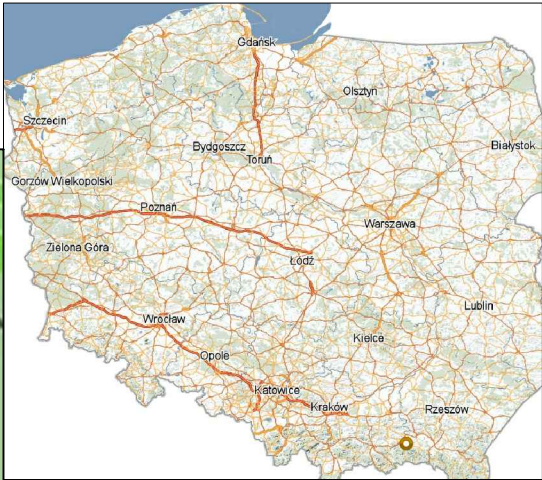 Gdańsk
Olsztyn
Szczecin
Białystok
Bydgoszcz
Toruń
Gorzów Wielkopolski
Poznań
Warszawa
Zielona Góra
Łódź
Lublin
Wrocław
Kielce
Opole
Katowice
Kraków
Rzeszów